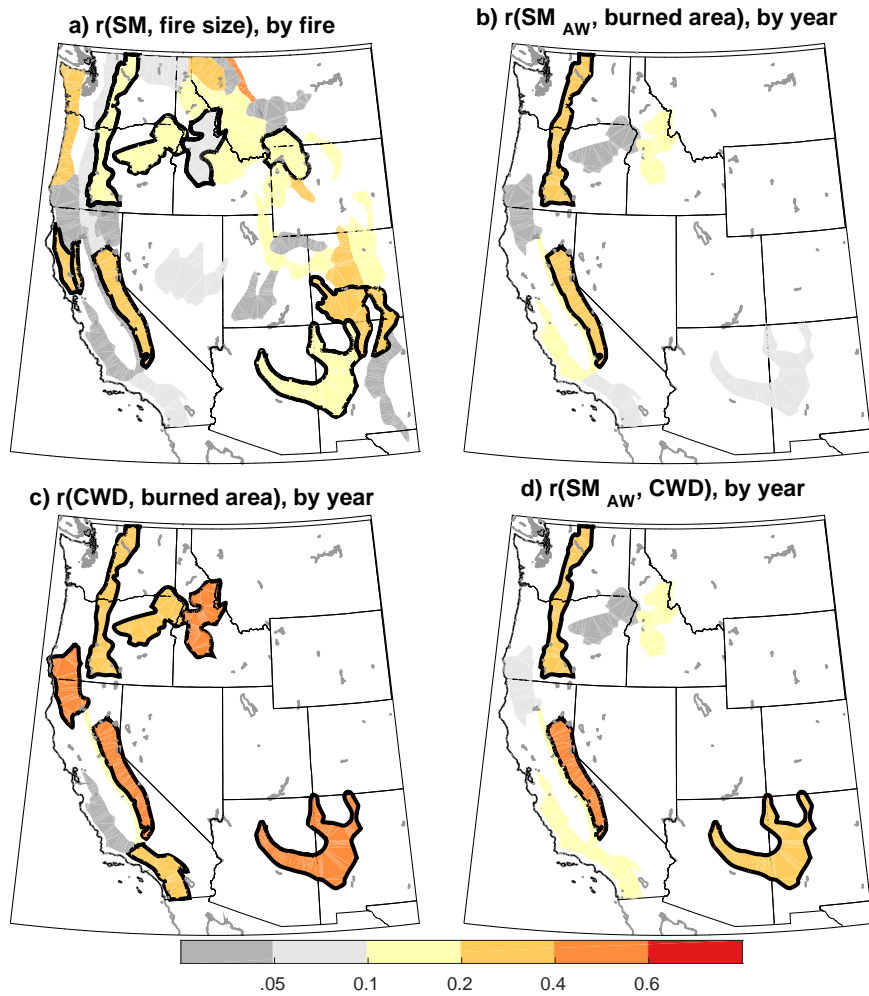 a) r(SM, fire size), by fire
b) r(SM AW, burned area), by year
c) r(CWD, burned area), by year
d) r(SM AW, CWD), by year
.05 0.1 0.2 0.4 0.6